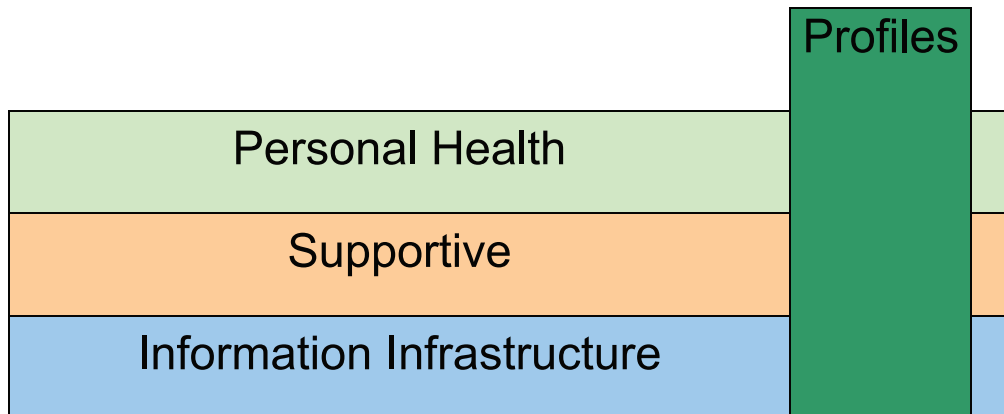 Profiles
Personal Health
Supportive
Information Infrastructure